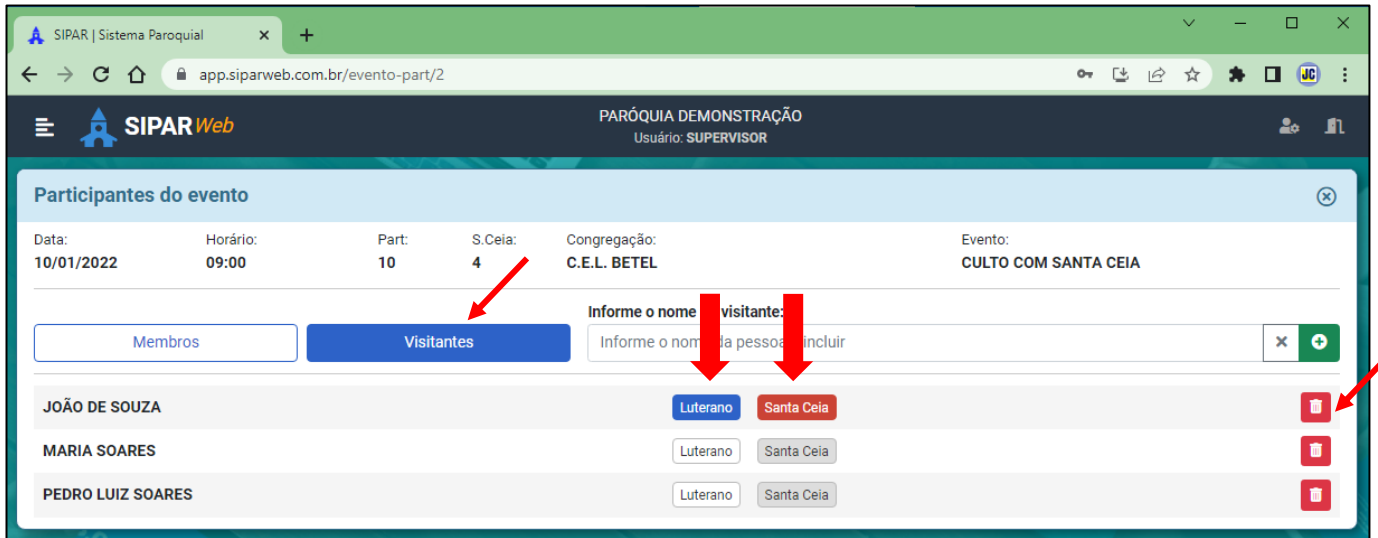 SIPAR | Sistema Paroquial
app.siparweb.com.br/evento-part/2
JC
SIPAR Web
PARÓQUIA DEMONSTRAÇÃO
Usuário: SUPERVISOR
Participantes do evento
Data: Horário: Part: S.Ceia: Congregação: Evento:
10/01/2022 09:00 10 4 C.E.L. BETEL CULTO COM SANTA CEIA
Informe o nome visitante:
Membros Visitantes Informe o nome da pessoa incluir
JOÃO DE SOUZA Luterano Santa Ceia
MARIA SOARES Luterano Santa Ceia
PEDRO LUIZ SOARES Luterano Santa Ceia